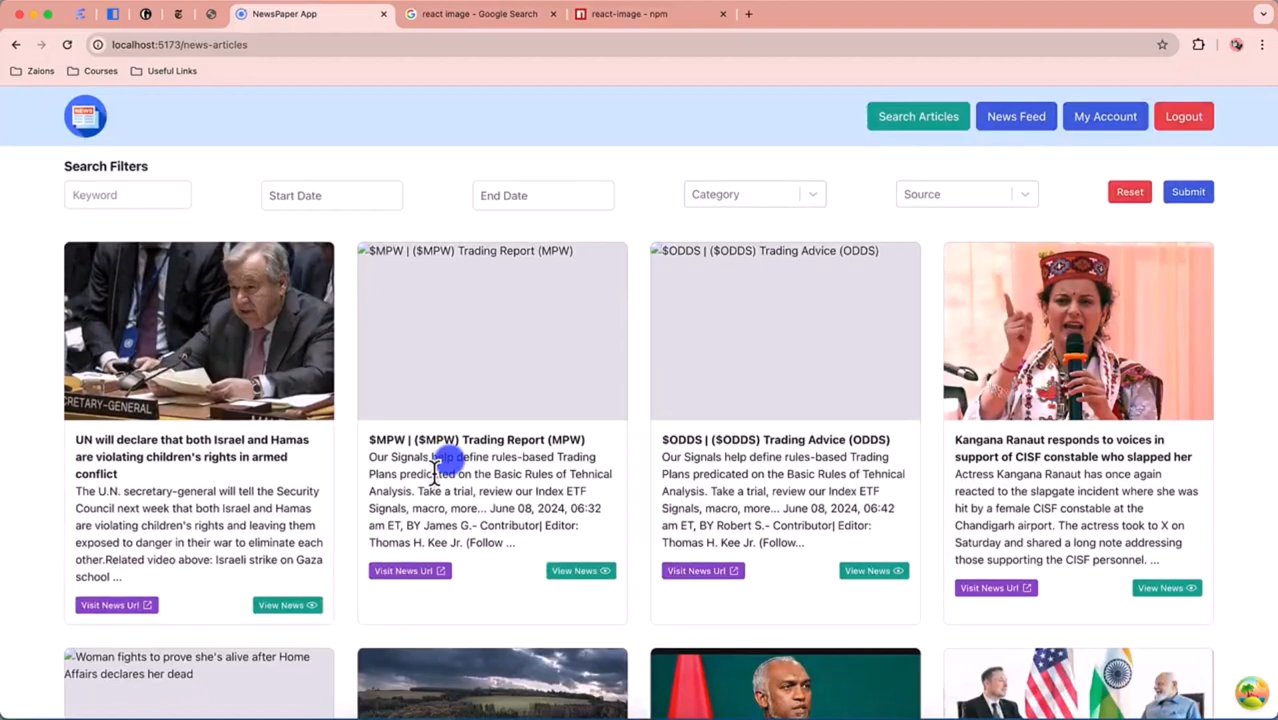 NewsPaper App
react image - Google Search
react-image - npm
localhost:5173/news-articles
Zaions
Courses
Useful Links
NEWS
Search Articles
News Feed
My Account
Logout
Search Filters
Keyword
Start Date
End Date
Category
Source
Reset
Submit
CRETARY-GENERAL
UN will declare that both Israel and Hamas
are violating children's rights in armed
conflict
The U.N. secretary-general will tell the Security
Council next week that both Israel and Hamas
are violating children's rights and leaving them
exposed to danger in their war to eliminate each
other.Related video above: Israeli strike on Gaza
school ...
Visit News Url
View News
$MPW | ($MPW) Trading Report (MPW)
$MPW | ($MPW) Trading Report (MPW)
Our Signals help define rules-based Trading
Plans predicated on the Basic Rules of Tehnical
Analysis. Take a trial, review our Index ETF
Signals, macro, more... June 08, 2024, 06:32
am ET, BY James G.- Contributor| Editor:
Thomas H. Kee Jr. (Follow ...
Visit News Url
View News
$ODDS | ($ODDS) Trading Advice (ODDS)
$ODDS | ($ODDS) Trading Advice (ODDS)
Our Signals help define rules-based Trading
Plans predicated on the Basic Rules of Tehnical
Analysis. Take a trial, review our Index ETF
Signals, macro, more... June 08, 2024, 06:32
am ET, BY Robert S.- Contributor| Editor:
Thomas H. Kee Jr. (Follow...
Visit News Url
View News
Kangana Ranaut responds to voices in
support of CISF constable who slapped her
Actress Kangana Ranaut has once again
reacted to the slapgate incident where she was
hit by a female CISF constable at the
Chandigarh airport. The actress took to X on
Saturday and shared a long note addressing
those supporting the CISF personnel. ...
Visit News Url
View News
Woman fights to prove she's alive after Home
Affairs declares her dead